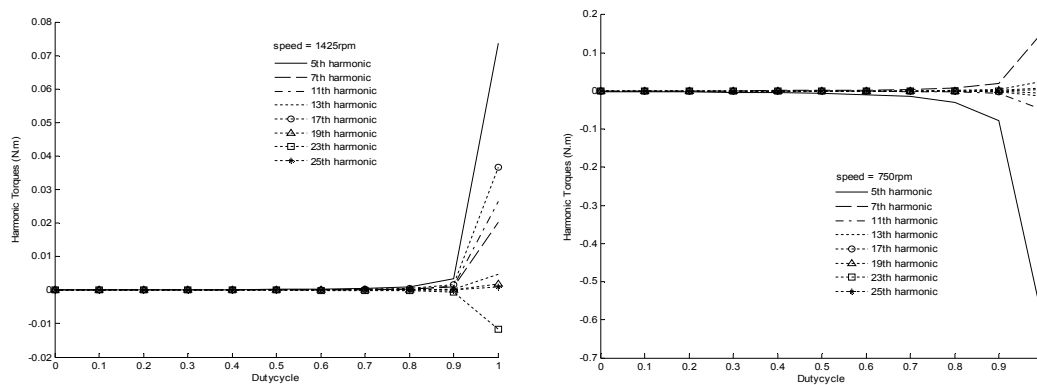 0.08
0.07
0.06
0.05
0.04
0.03
0.02
0.01
0
-0.01
-0.02
Harmonic Torques (N.m)
speed = 1425rpm
5th harmonic
7th harmonic
11th harmonic
13th harmonic
17th harmonic
19th harmonic
23th harmonic
25th harmonic
0 0.1 0.2 0.3 0.4 0.5 0.6 0.7 0.8 0.9 1
Dutycycle
0.2
0.1
0
-0.1
-0.2
-0.3
-0.4
-0.5
-0.6
-0.7
Harmonic Torques (N.m)
speed = 750rpm
5th harmonic
7th harmonic
11th harmonic
13th harmonic
17th harmonic
19th harmonic
23th harmonic
25th harmonic
0 0.1 0.2 0.3 0.4 0.5 0.6 0.7 0.8 0.9
Dutycycle